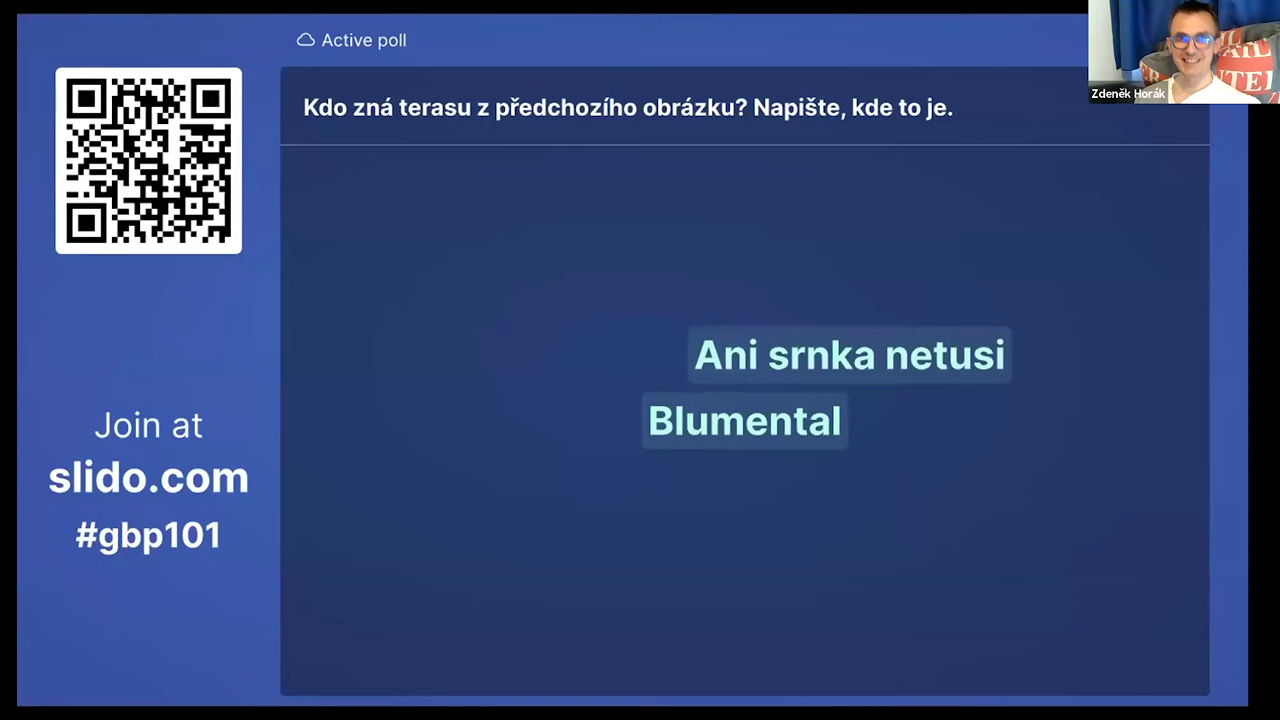 Active poll
Kdo zná terasu z předchozího obrázku? Napište, kde to je.
Zdeněk Horák
Ani srnka netusi
Blumental
Join at
slido.com
#gbp101